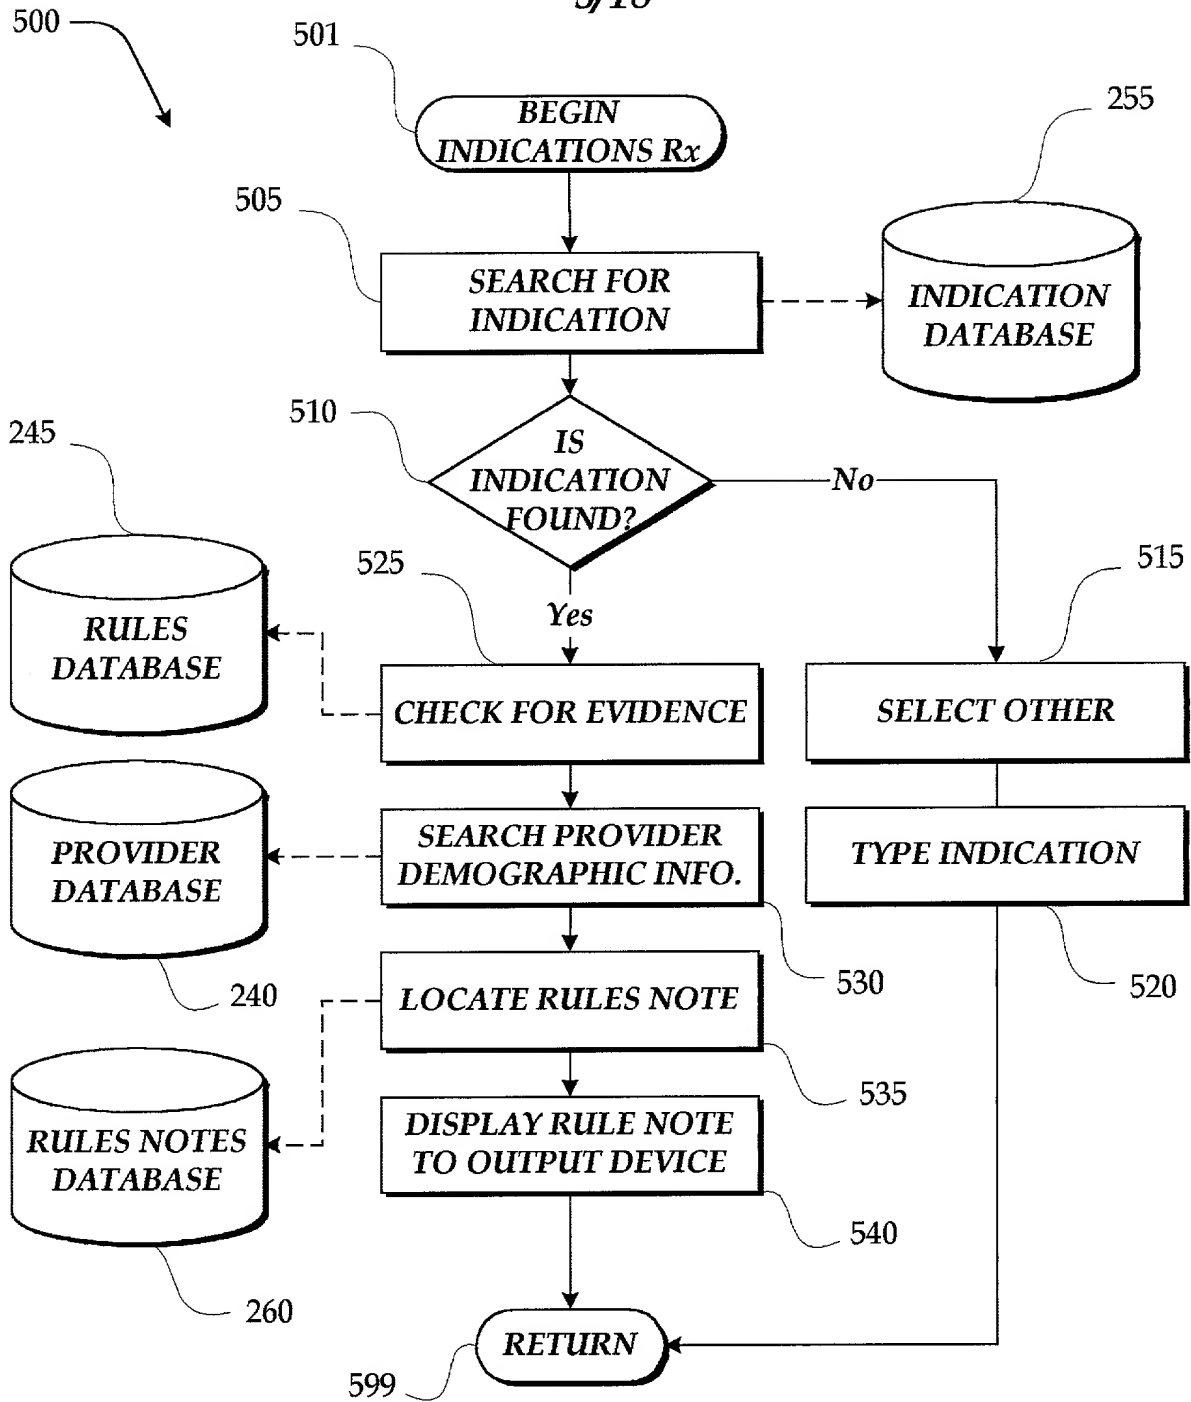 500
501
BEGIN
INDICATIONS Rx
255
505
SEARCH FOR
INDICATION
INDICATION
DATABASE
510
IS
INDICATION
FOUND?
No
245
525
515
Yes
RULES
DATABASE
CHECK FOR EVIDENCE
SELECT OTHER
PROVIDER
DATABASE
SEARCH PROVIDER
DEMOGRAPHIC INFO.
TYPE INDICATION
240
530
520
LOCATE RULES NOTE
535
RULES NOTES
DATABASE
DISPLAY RULE NOTE
TO OUTPUT DEVICE
540
260
RETURN
599